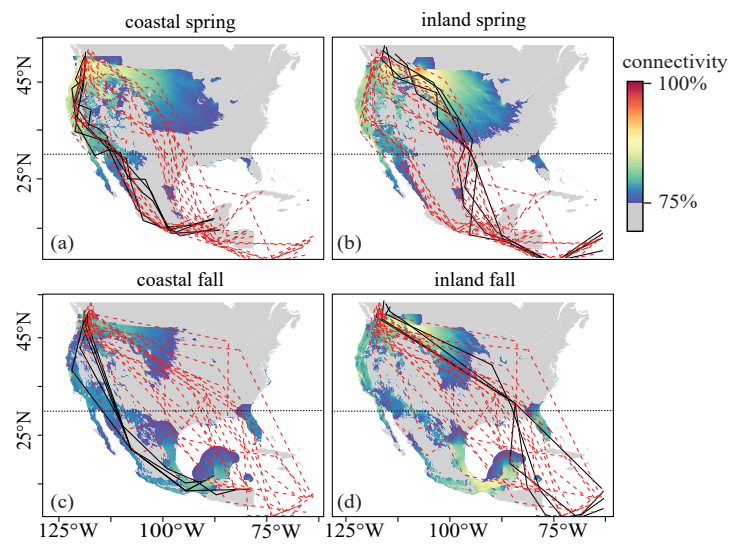 coastal spring
inland spring
connectivity
100%
75%
45°N
25°N
(a)
(b)
coastal fall
inland fall
45°N
25°N
(c)
(d)
125°W
100°W
75°W
125°W
100°W
75°W